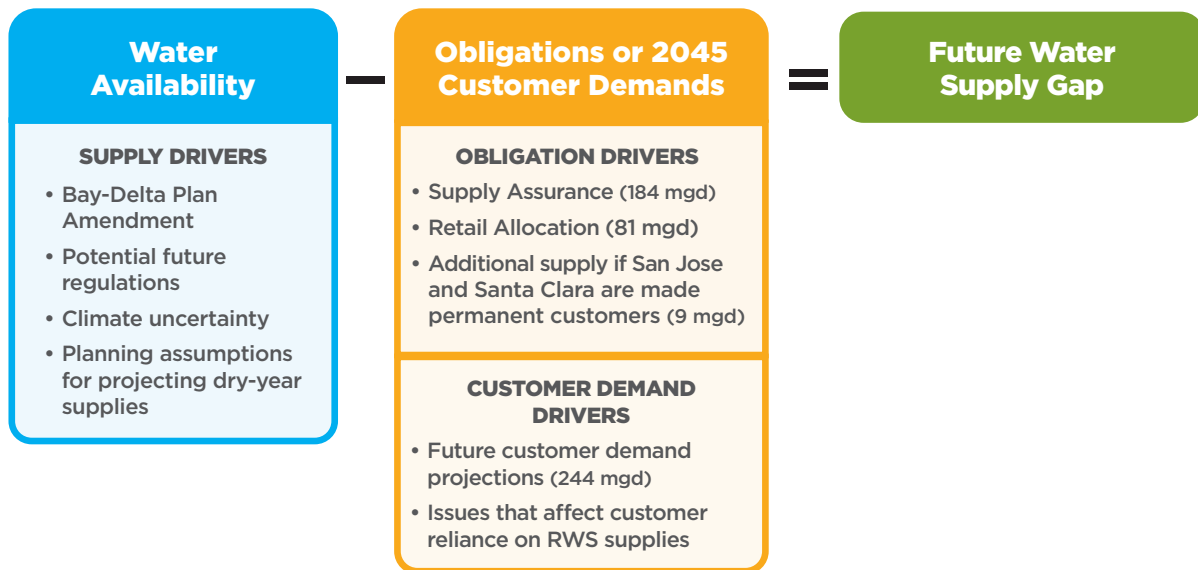 Water
Availability
SUPPLY DRIVERS
• Bay-Delta Plan
Amendment
• Potential future
regulations
• Climate uncertainty
• Planning assumptions
for projecting dry-year
supplies
–
Obligations or 2045
Customer Demands
OBLIGATION DRIVERS
• Supply Assurance (184 mgd)
• Retail Allocation (81 mgd)
• Additional supply if San Jose
and Santa Clara are made
permanent customers (9 mgd)
CUSTOMER DEMAND
DRIVERS
• Future customer demand
projections (244 mgd)
• Issues that affect customer
reliance on RWS supplies
=
Future Water
Supply Gap